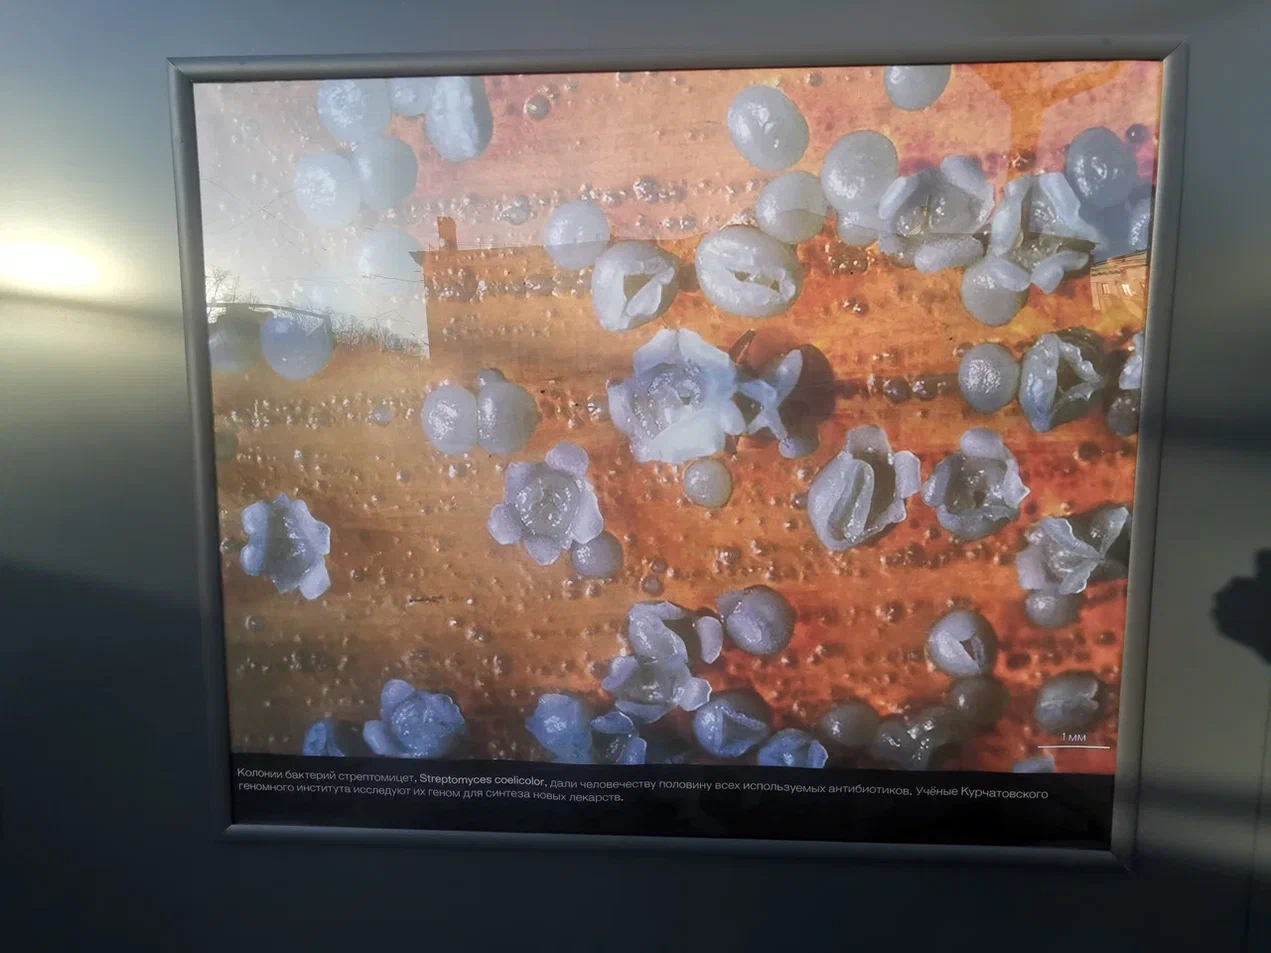 1 мм
Колонии бактерий стрептомицет, Streptomyces coelicolor, дали человечеству половину всех используемых антибиотиков. Учёные Курчатовского
геномного института исследуют их геном для синтеза новых лекарств.